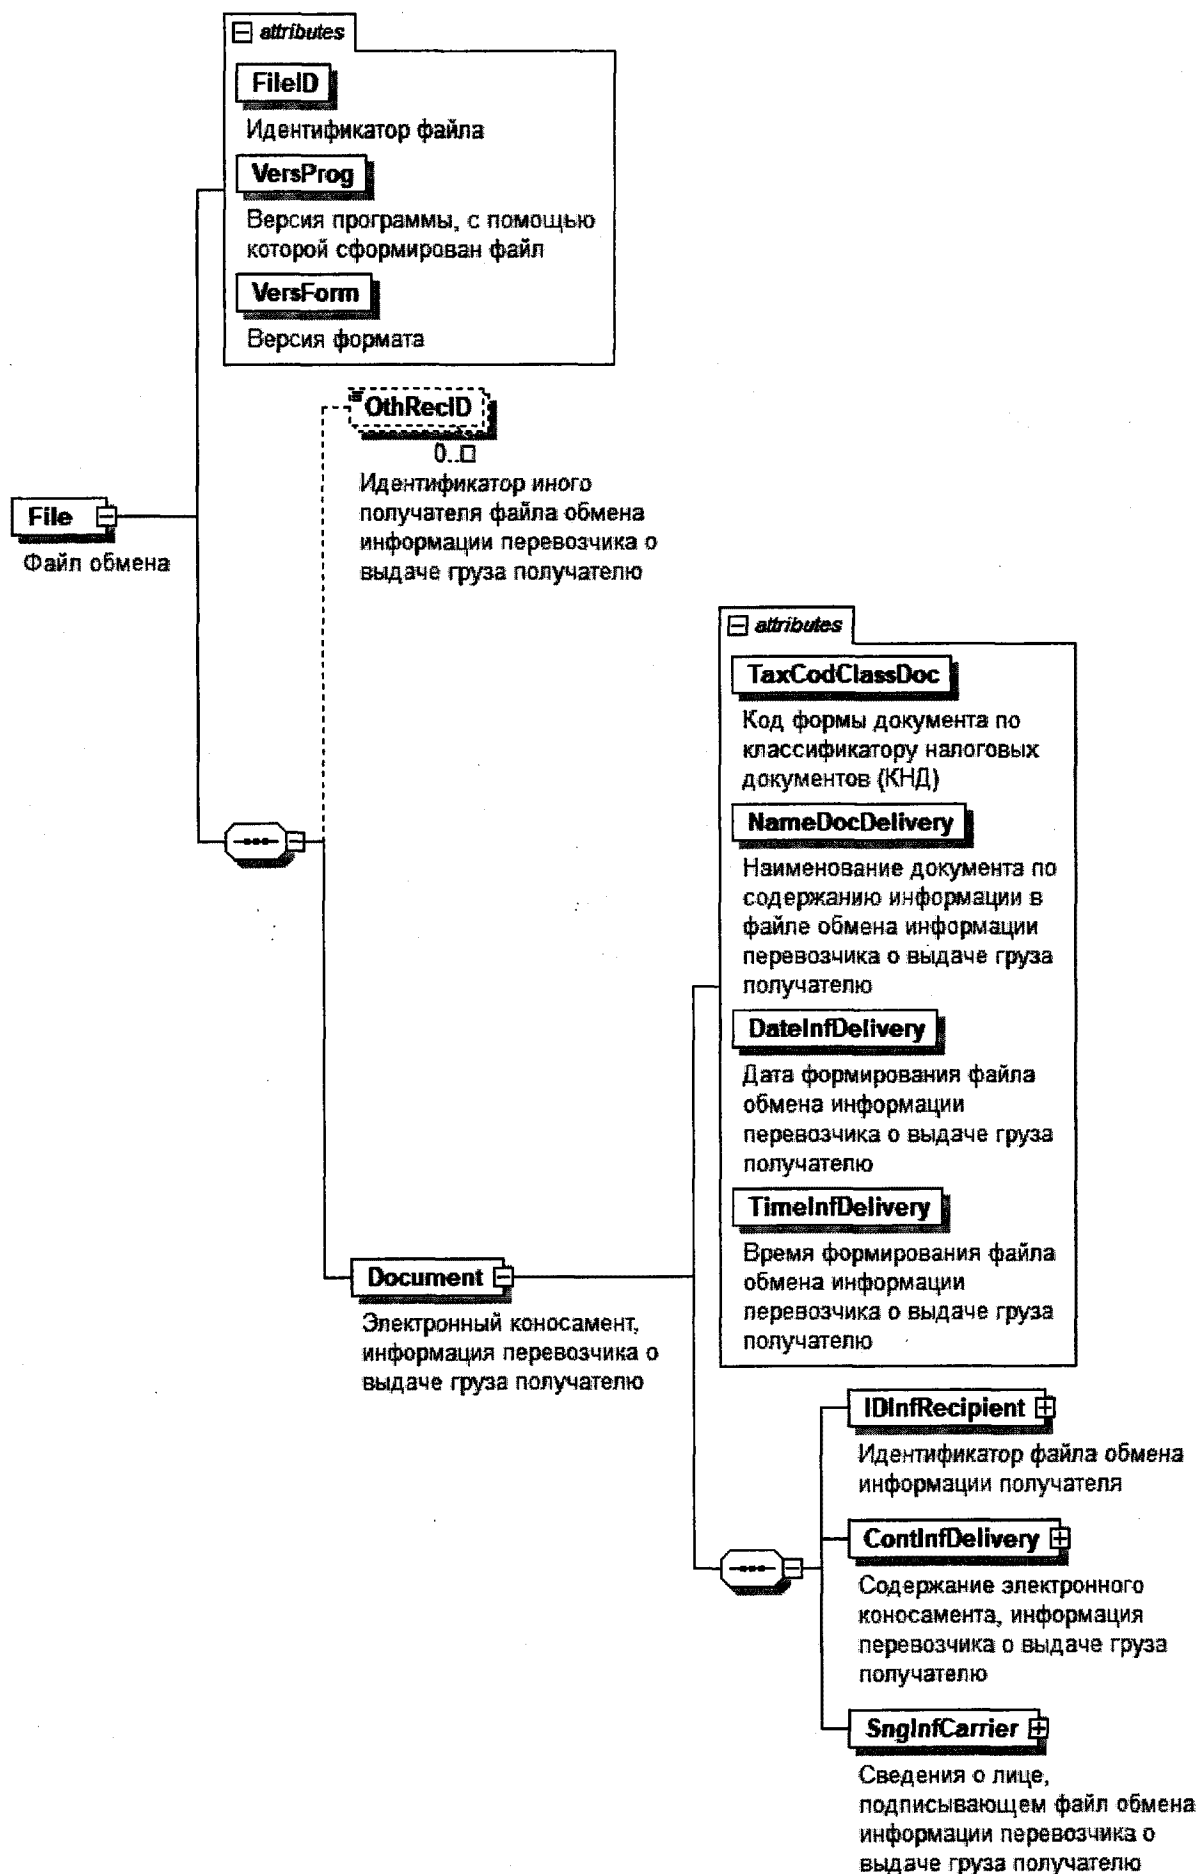 attributes
FileID
Идентификатор файла
VersProg
Версия программы, с помощью
которой сформирован файл
VersForm
Версия формата
OthRecID
0..□
Идентификатор иного
получателя файла обмена
информации перевозчика о
выдаче груза получателю
File
Файл обмена
attributes
TaxCodClassDoc
Код формы документа по
классификатору налоговых
документов (КНД)
NameDocDelivery
Наименование документа по
содержанию информации в
файле обмена информации
перевозчика о выдаче груза
получателю
DateInfDelivery
Дата формирования файла
обмена информации
перевозчика о выдаче груза
получателю
TimeInfDelivery
Время формирования файла
обмена информации
перевозчика о выдаче груза
получателю
Document
Электронный коносамент,
информация перевозчика о
выдаче груза получателю
IDInfRecipient
Идентификатор файла обмена
информации получателя
ContInfDelivery
Содержание электронного
коносамента, информация
перевозчика о выдаче груза
получателю
SngInfCarrier
Сведения о лице,
подписывающем файл обмена
информации перевозчика о
выдаче груза получателю